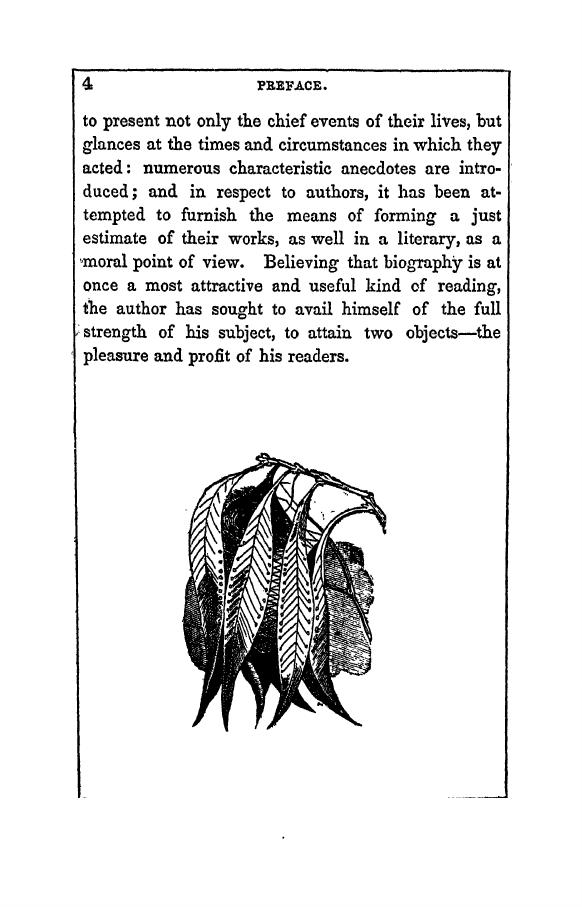 4 PREFACE.
to present not only the chief events of their lives, but
glances at the times and circumstances in which they
acted: numerous characteristic anecdotes are intro-
duced; and in respect to authors, it has been at-
tempted to furnish the means of forming a just
estimate of their works, as well in a literary, as a
moral point of view. Believing that biography is at
once a most attractive and useful kind of reading,
the author has sought to avail himself of the full
strength of his subject, to attain two objects—the
pleasure and profit of his readers.